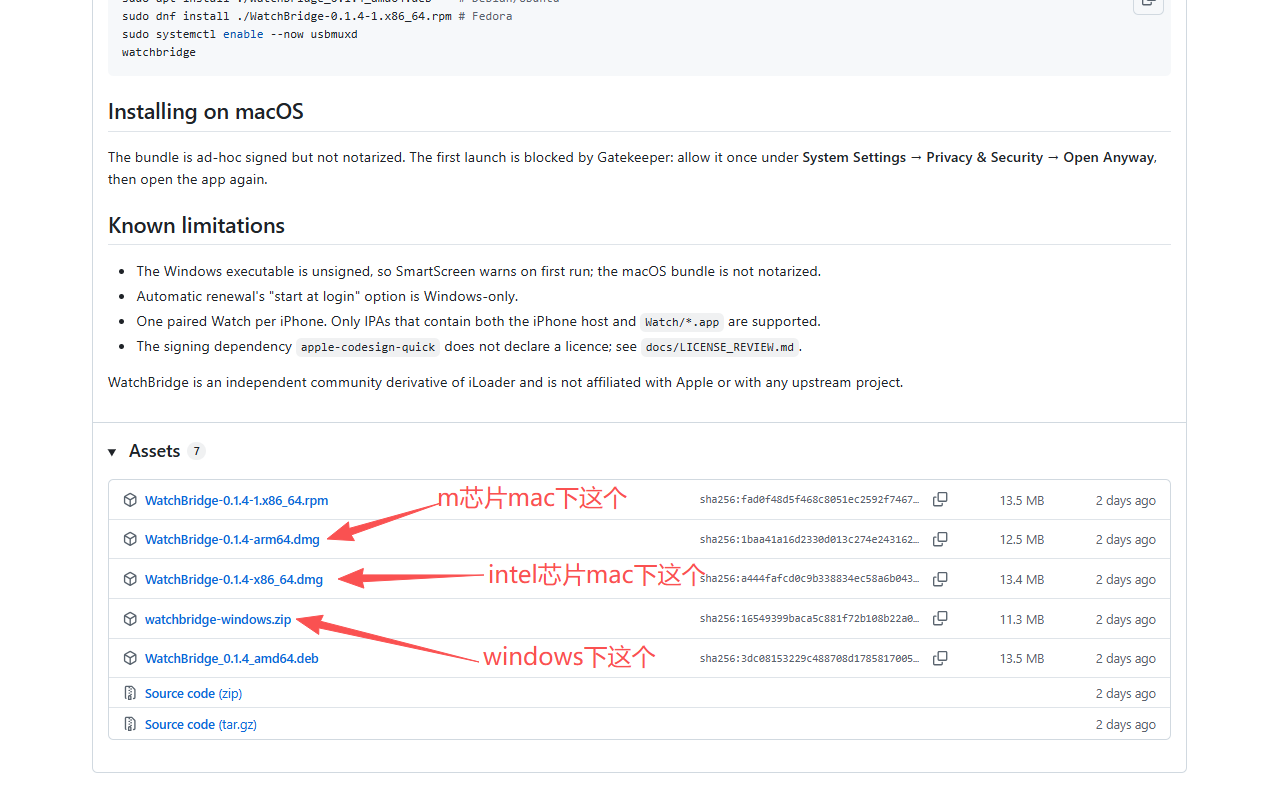 sudo dnf install ./WatchBridge-0.1.4-1.x86_64.rpm # Fedora
sudo systemctl enable --now usbmuxd
watchbridge
Installing on macOS
The bundle is ad-hoc signed but not notarized. The first launch is blocked by Gatekeeper: allow it once under System Settings → Privacy & Security → Open Anyway,
then open the app again.
Known limitations
The Windows executable is unsigned, so SmartScreen warns on first run; the macOS bundle is not notarized.
Automatic renewal's "start at login" option is Windows-only.
One paired Watch per iPhone. Only IPAs that contain both the iPhone host and Watch/*.app are supported.
The signing dependency apple-codesign-quick does not declare a licence; see docs/LICENSE_REVIEW.md.
WatchBridge is an independent community derivative of iLoader and is not affiliated with Apple or with any upstream project.
Assets 7
WatchBridge-0.1.4-1.x86_64.rpm m芯片mac下这个 sha256:fad0f48d5f468c8051ec2592f7467… 13.5 MB 2 days ago
WatchBridge-0.1.4-arm64.dmg sha256:1baa41a16d2330d013c274e243162… 12.5 MB 2 days ago
WatchBridge-0.1.4-x86_64.dmg intel芯片mac下这个 sha256:a444fafcd0c9b338834ec58a6b043… 13.4 MB 2 days ago
watchbridge-windows.zip sha256:16549399baca5c881f72b108b22a0… 11.3 MB 2 days ago
WatchBridge_0.1.4_amd64.deb windows下这个 sha256:3dc08153229c488708d1785817005… 13.5 MB 2 days ago
Source code (zip) 2 days ago
Source code (tar.gz) 2 days ago